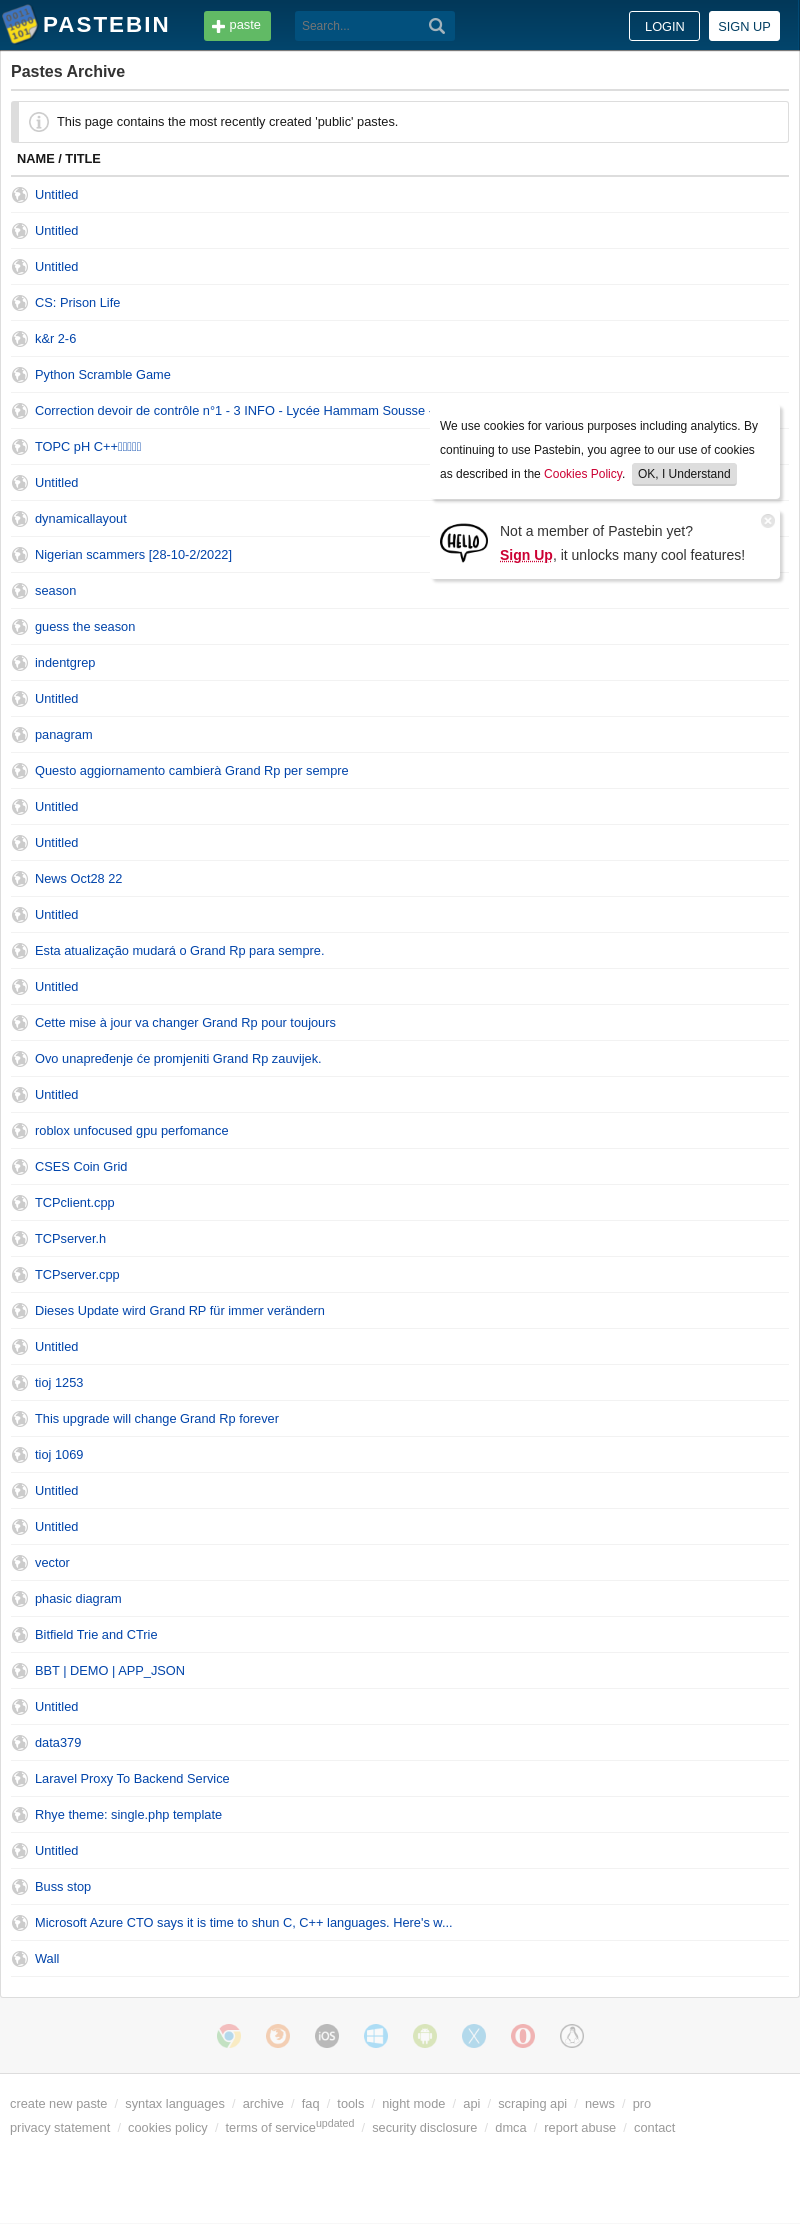 PASTEBIN paste Search... LOGIN SIGN UP
Pastes Archive
This page contains the most recently created 'public' pastes.
NAME / TITLE
Untitled
Untitled
Untitled
CS: Prison Life
k&r 2-6
Python Scramble Game
Correction devoir de contrôle n°1 - 3 INFO - Lycée Hammam Sousse -
TOPC pH C++
Untitled
dynamicallayout
Nigerian scammers [28-10-2/2022]
We use cookies for various purposes including analytics. By
continuing to use Pastebin, you agree to our use of cookies
as described in the Cookies Policy. OK, I Understand
HELLO
Not a member of Pastebin yet?
Sign Up, it unlocks many cool features!
season
guess the season
indentgrep
Untitled
panagram
Questo aggiornamento cambierà Grand Rp per sempre
Untitled
Untitled
News Oct28 22
Untitled
Esta atualização mudará o Grand Rp para sempre.
Untitled
Cette mise à jour va changer Grand Rp pour toujours
Ovo unapređenje će promjeniti Grand Rp zauvijek.
Untitled
roblox unfocused gpu perfomance
CSES Coin Grid
TCPclient.cpp
TCPserver.h
TCPserver.cpp
Dieses Update wird Grand RP für immer verändern
Untitled
tioj 1253
This upgrade will change Grand Rp forever
tioj 1069
Untitled
Untitled
vector
phasic diagram
Bitfield Trie and CTrie
BBT | DEMO | APP_JSON
Untitled
data379
Laravel Proxy To Backend Service
Rhye theme: single.php template
Untitled
Buss stop
Microsoft Azure CTO says it is time to shun C, C++ languages. Here's w...
Wall
iOS
create new paste / syntax languages / archive / faq / tools / night mode / api / scraping api / news / pro
privacy statement / cookies policy / terms of service updated / security disclosure / dmca / report abuse / contact